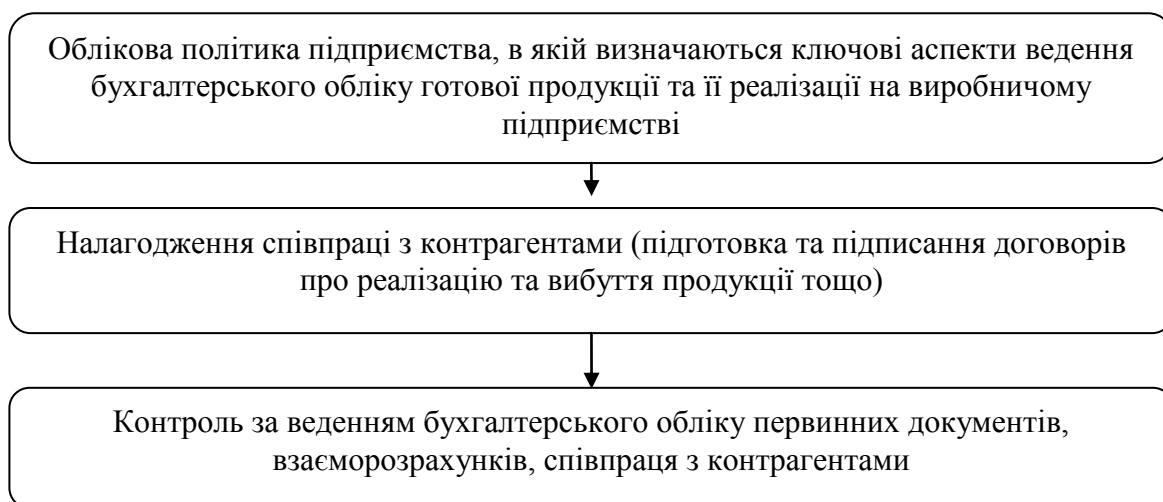 Облікова політика підприємства, в якій визначаються ключові аспекти ведення
бухгалтерського обліку готової продукції та її реалізації на виробничому
підприємстві
Налагодження співпраці з контрагентами (підготовка та підписання договорів
про реалізацію та вибуття продукції тощо)
Контроль за веденням бухгалтерського обліку первинних документів,
взаєморозрахунків, співпраця з контрагентами